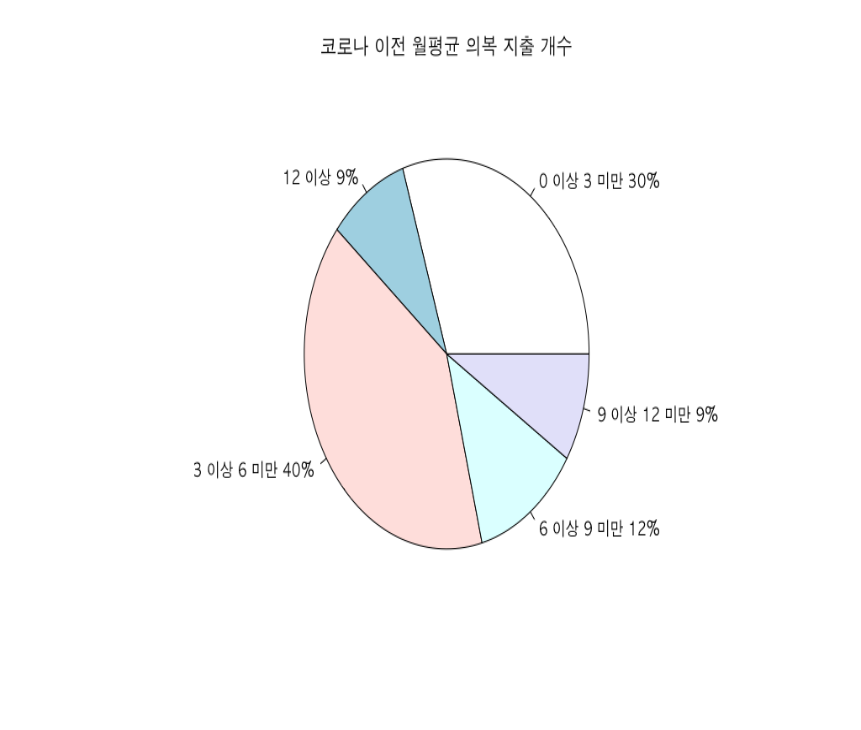 코로나 이전 월평균 의복 지출 개수
12 이상 9%
0 이상 3 미만 30%
9 이상 12 미만 9%
3 이상 6 미만 40%
6 이상 9 미만 12%